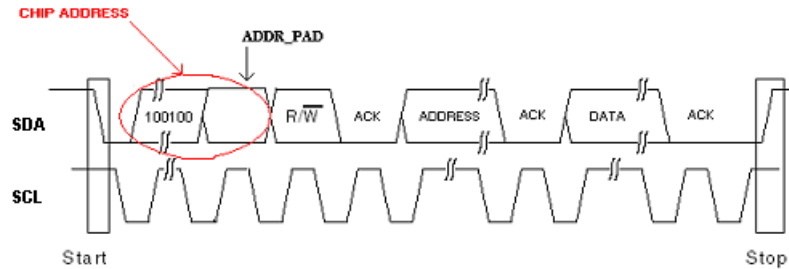 CHIP ADDRESS
ADDR_PAD
SDA 100100 R/W̅ ACK ADDRESS ACK DATA ACK
SCL
Start Stop